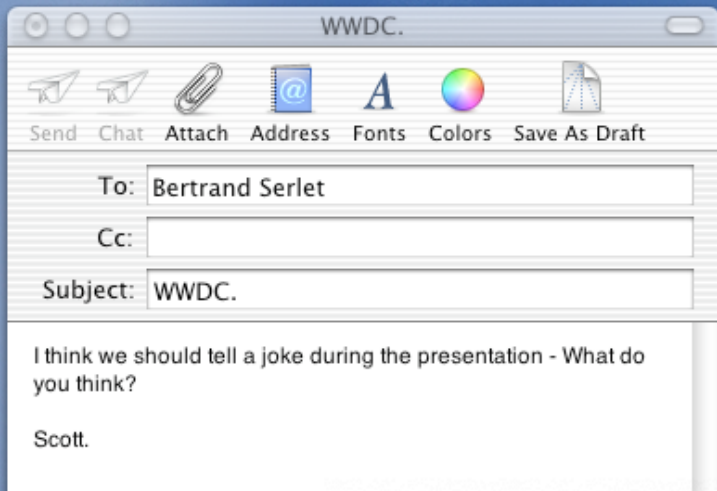 WWDC.
Send Chat Attach Address Fonts Colors Save As Draft
To: Bertrand Serlet
Cc:
Subject: WWDC.
I think we should tell a joke during the presentation - What do
you think?
Scott.